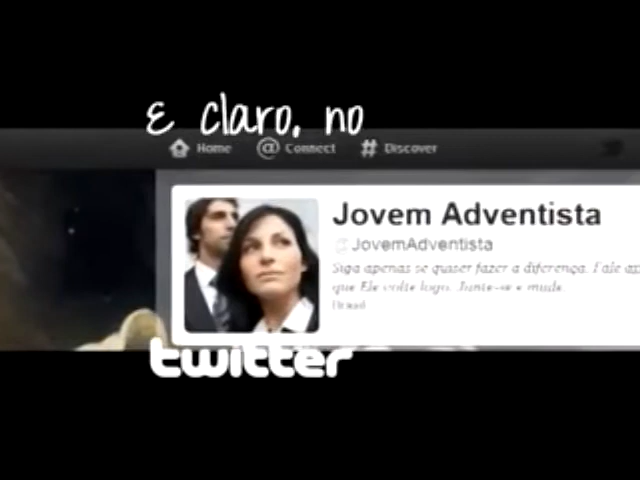 E claro, no
Home @ Connect # Discover
Jovem Adventista
@JovemAdventista
Siga apenas se quiser fazer a diferença. Fale
que Ele volte logo. Junte-se e mude
Brasil
twitter